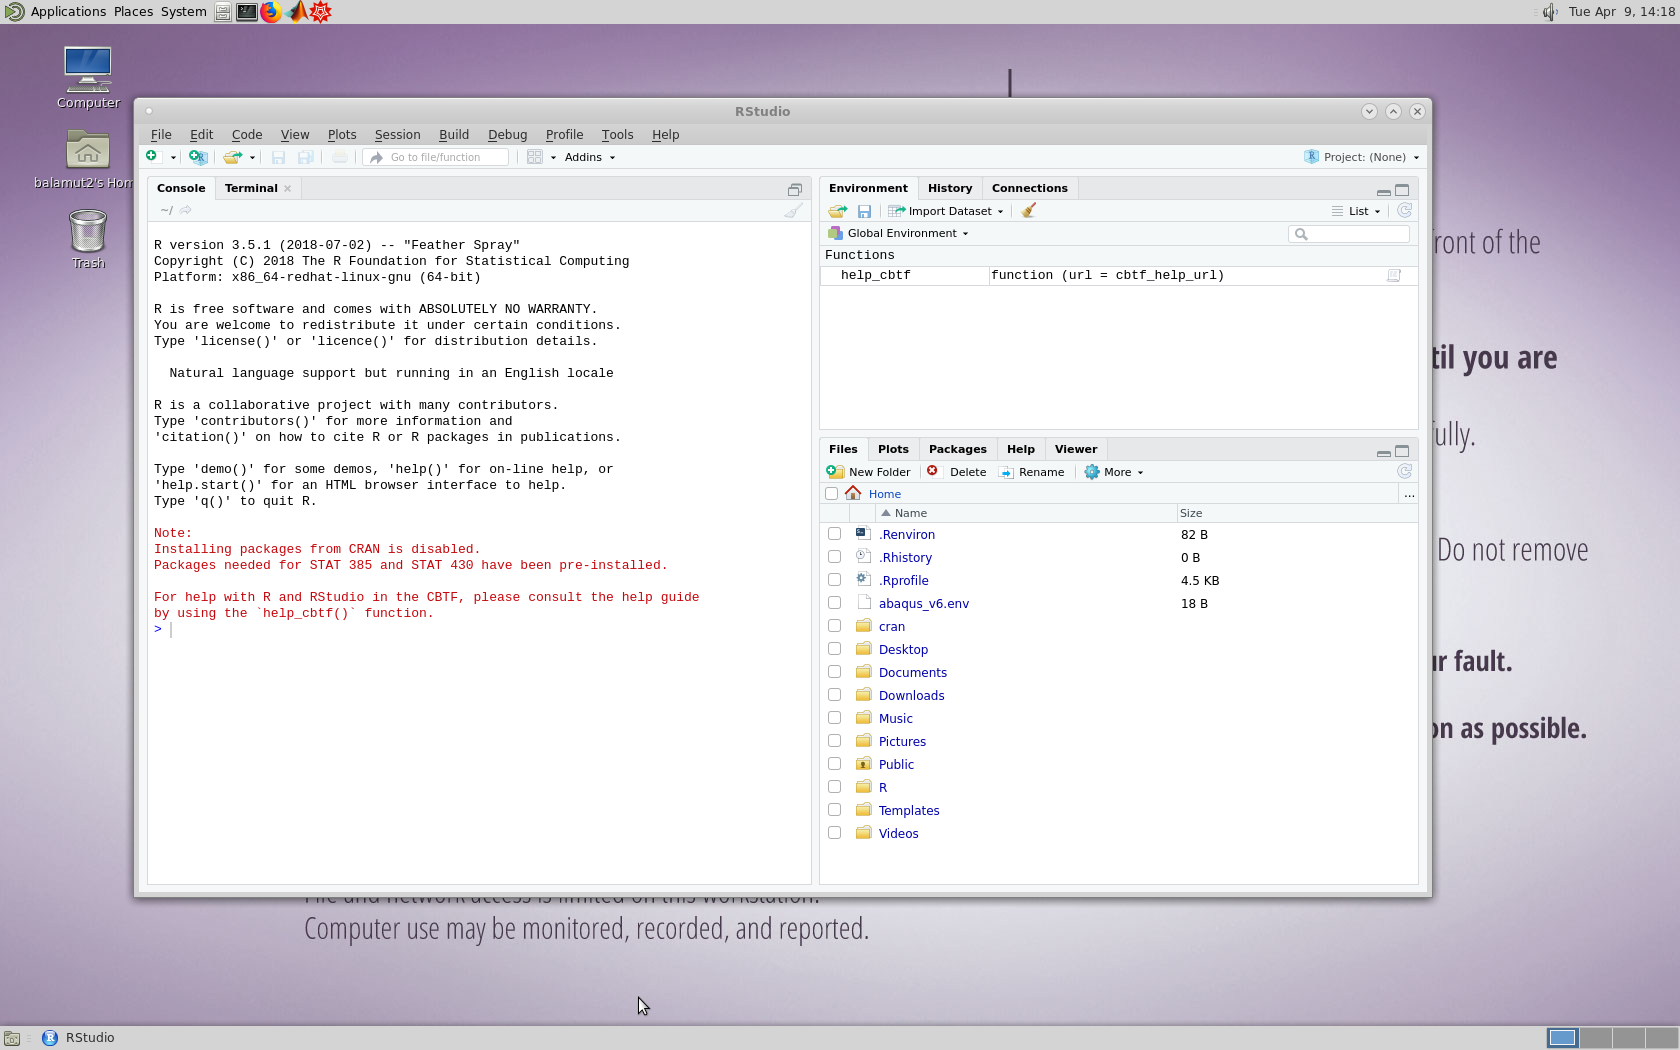 Applications Places System
Tue Apr 9, 14:18
Computer
balamut2's Hom
Trash
RStudio
File Edit Code View Plots Session Build Debug Profile Tools Help
Go to file/function
Addins
Project: (None)
Console Terminal
~/
R version 3.5.1 (2018-07-02) -- "Feather Spray"
Copyright (C) 2018 The R Foundation for Statistical Computing
Platform: x86_64-redhat-linux-gnu (64-bit)
R is free software and comes with ABSOLUTELY NO WARRANTY.
You are welcome to redistribute it under certain conditions.
Type 'license()' or 'licence()' for distribution details.
Natural language support but running in an English locale
R is a collaborative project with many contributors.
Type 'contributors()' for more information and
'citation()' on how to cite R or R packages in publications.
Type 'demo()' for some demos, 'help()' for on-line help, or
'help.start()' for an HTML browser interface to help.
Type 'q()' to quit R.
Note:
Installing packages from CRAN is disabled.
Packages needed for STAT 385 and STAT 430 have been pre-installed.
For help with R and RStudio in the CBTF, please consult the help guide
by using the `help_cbtf()` function.
>
Environment History Connections
Import Dataset
List
Global Environment
Functions
help_cbtf function (url = cbtf_help_url)
Files Plots Packages Help Viewer
New Folder Delete Rename More
Home
...
Name Size
.Renviron 82 B
.Rhistory 0 B
.Rprofile 4.5 KB
abaqus_v6.env 18 B
cran
Desktop
Documents
Downloads
Music
Pictures
Public
R
Templates
Videos
ront of the
til you are
fully.
Do not remove
ur fault.
on as possible.
File and network access is limited on this workstation.
Computer use may be monitored, recorded, and reported.
RStudio